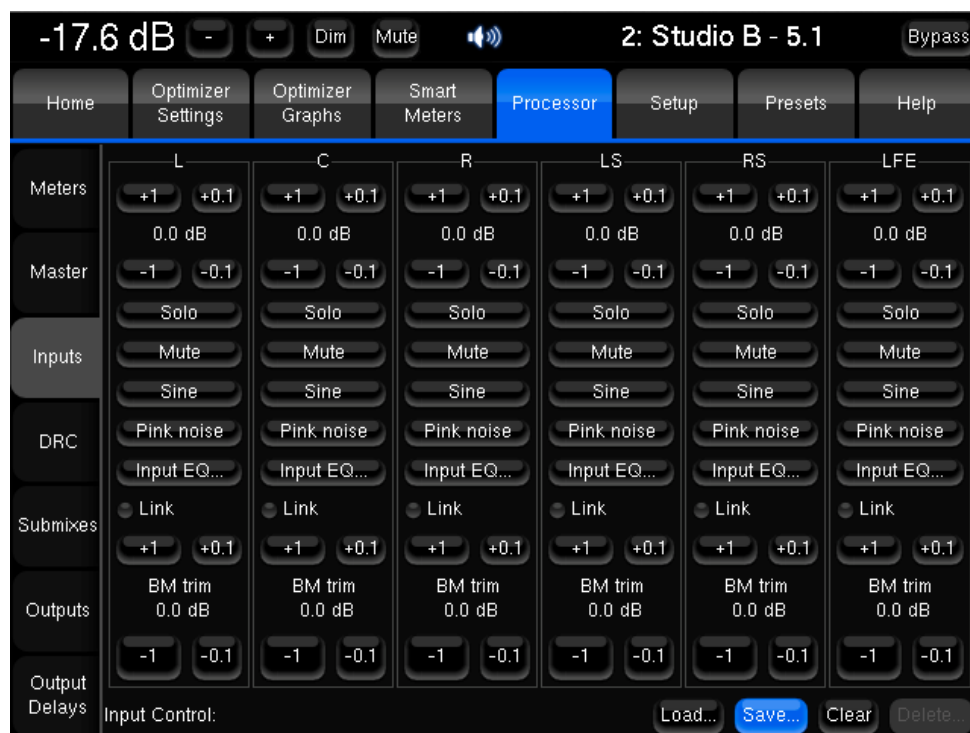 -17.6 dB - + Dim Mute 2: Studio B - 5.1 Bypass
Home Optimizer Settings Optimizer Graphs Smart Meters Processor Setup Presets Help
Meters
Master
Inputs
DRC
Submixes
Outputs
Output Delays
L C R LS RS LFE
+1 +0.1 +1 +0.1 +1 +0.1 +1 +0.1 +1 +0.1 +1 +0.1
0.0 dB 0.0 dB 0.0 dB 0.0 dB 0.0 dB 0.0 dB
-1 -0.1 -1 -0.1 -1 -0.1 -1 -0.1 -1 -0.1 -1 -0.1
Solo Solo Solo Solo Solo Solo
Mute Mute Mute Mute Mute Mute
Sine Sine Sine Sine Sine Sine
Pink noise Pink noise Pink noise Pink noise Pink noise Pink noise
Input EQ... Input EQ... Input EQ... Input EQ... Input EQ... Input EQ...
Link Link Link Link Link Link
+1 +0.1 +1 +0.1 +1 +0.1 +1 +0.1 +1 +0.1 +1 +0.1
BM trim BM trim BM trim BM trim BM trim BM trim
0.0 dB 0.0 dB 0.0 dB 0.0 dB 0.0 dB 0.0 dB
-1 -0.1 -1 -0.1 -1 -0.1 -1 -0.1 -1 -0.1 -1 -0.1
Input Control: Load... Save... Clear Delete...